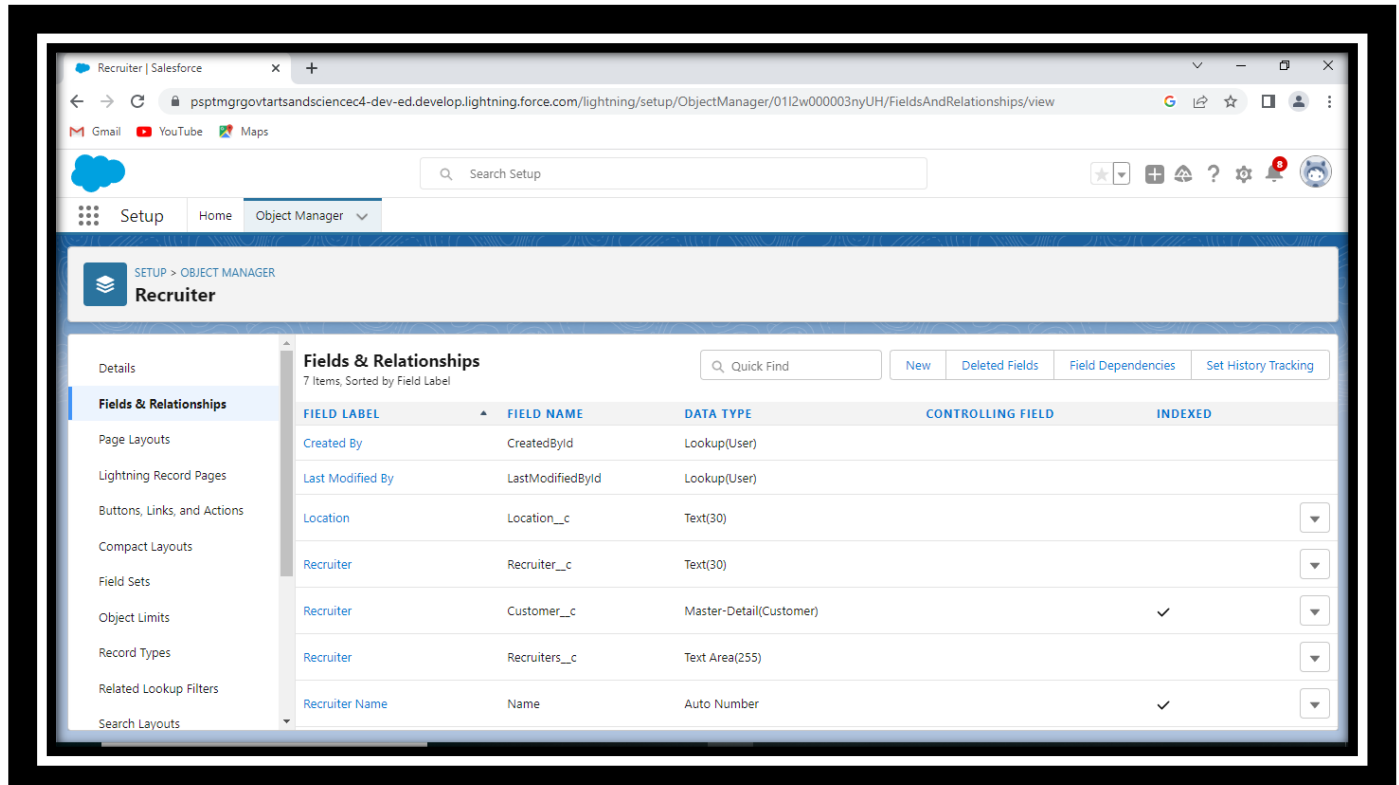 Recruiter | Salesforce
psptmgrgovtartsandsciencec4-dev-ed.develop.lightning.force.com/lightning/setup/ObjectManager/01I2w000003nyUH/FieldsAndRelationships/view
Gmail YouTube Maps
Search Setup
8
Setup Home Object Manager
SETUP > OBJECT MANAGER
Recruiter
Details
Fields & Relationships
Page Layouts
Lightning Record Pages
Buttons, Links, and Actions
Compact Layouts
Field Sets
Object Limits
Record Types
Related Lookup Filters
Search Layouts
Fields & Relationships
7 Items, Sorted by Field Label
Quick Find New Deleted Fields Field Dependencies Set History Tracking
FIELD LABEL FIELD NAME DATA TYPE CONTROLLING FIELD INDEXED
Created By CreatedById Lookup(User)
Last Modified By LastModifiedById Lookup(User)
Location Location__c Text(30)
Recruiter Recruiter__c Text(30)
Recruiter Customer__c Master-Detail(Customer)
Recruiter Recruiters__c Text Area(255)
Recruiter Name Name Auto Number